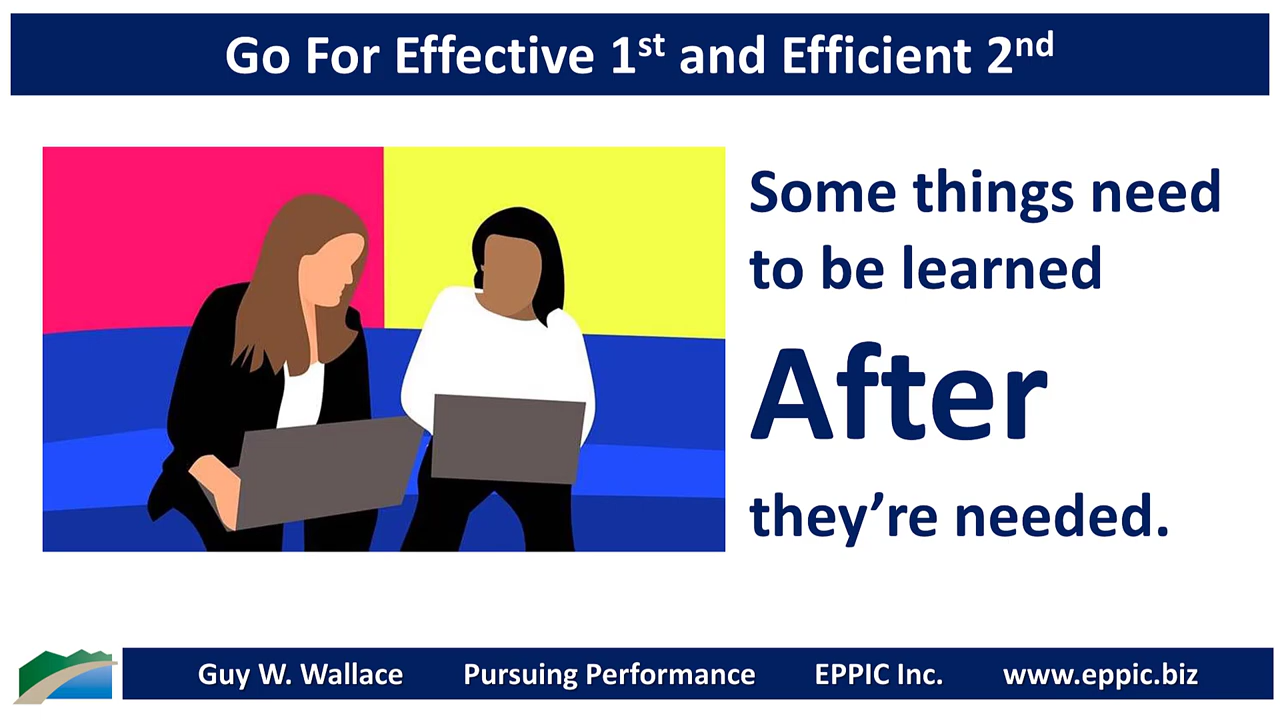 Go For Effective 1st and Efficient 2nd
Some things need
to be learned
After
they’re needed.
Guy W. Wallace Pursuing Performance EPPIC Inc. www.eppic.biz